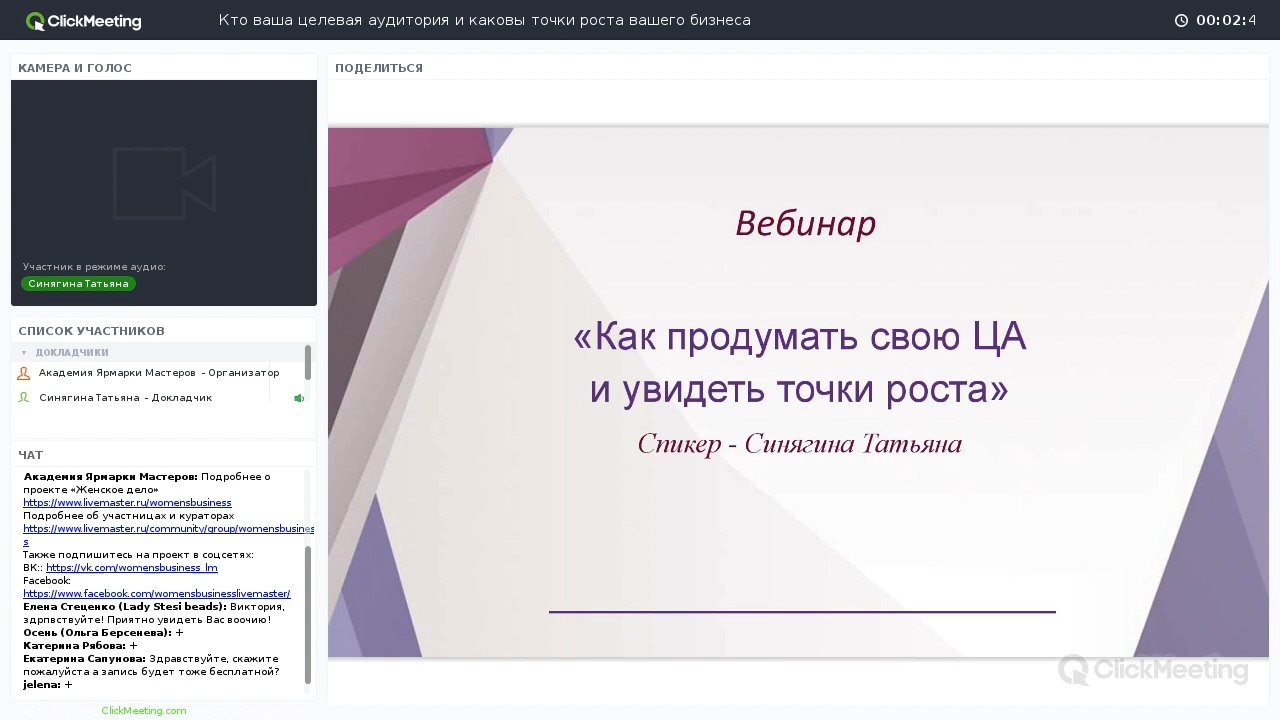 ClickMeeting
Кто ваша целевая аудитория и каковы точки роста вашего бизнеса
00:02:4
КАМЕРА И ГОЛОС
Участник в режиме аудио:
Синягина Татьяна
СПИСОК УЧАСТНИКОВ
ДОКЛАДЧИКИ
Академия Ярмарки Мастеров - Организатор
Синягина Татьяна - Докладчик
ЧАТ
Академия Ярмарки Мастеров: Подробнее о
проекте «Женское дело»
https://www.livemaster.ru/womensbusiness
Подробнее об участницах и кураторах
https://www.livemaster.ru/community/group/womensbusines
s
Также подпишитесь на проект в соцсетях:
ВК:: https://vk.com/womensbusiness_lm
Facebook:
https://www.facebook.com/womensbusinesslivemaster/
Елена Стеценко (Lady Stesi beads): Виктория,
здрпвствуйте! Приятно увидеть Вас воочию!
Осень (Ольга Берсенева): +
Катерина Рябова: +
Екатерина Сапунова: Здравствуйте, скажите
пожалуйста а запись будет тоже бесплатной?
jelena: +
ClickMeeting.com
ПОДЕЛИТЬСЯ
Вебинар
«Как продумать свою ЦА
и увидеть точки роста»
Спикер - Синягина Татьяна
ClickMeeting